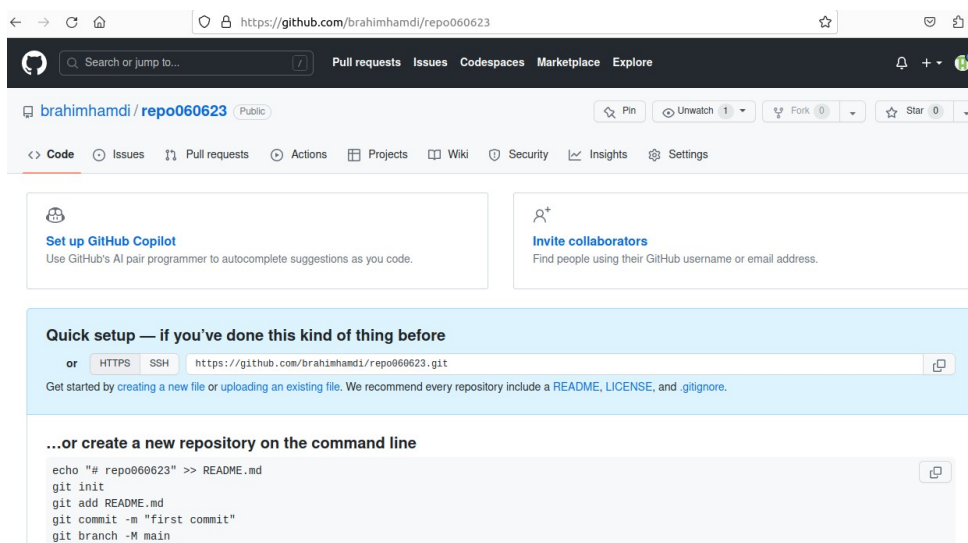 https://github.com/brahimhamdi/repo060623
Search or jump to... / Pull requests Issues Codespaces Marketplace Explore
brahimhamdi / repo060623 Public Pin Unwatch 1 Fork 0 Star 0
<> Code Issues Pull requests Actions Projects Wiki Security Insights Settings
Set up GitHub Copilot
Use GitHub's AI pair programmer to autocomplete suggestions as you code.
Invite collaborators
Find people using their GitHub username or email address.
Quick setup — if you've done this kind of thing before
or HTTPS SSH https://github.com/brahimhamdi/repo060623.git
Get started by creating a new file or uploading an existing file. We recommend every repository include a README, LICENSE, and .gitignore.
…or create a new repository on the command line
echo "# repo060623" >> README.md
git init
git add README.md
git commit -m "first commit"
git branch -M main